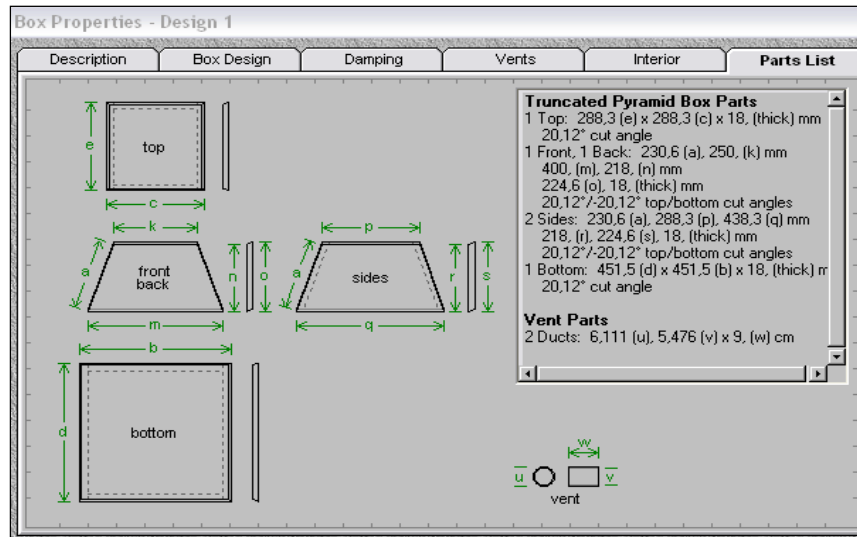 Box Properties - Design 1
Description Box Design Damping Vents Interior Parts List
Truncated Pyramid Box Parts
1 Top: 288,3 (e) x 288,3 (c) x 18, (thick) mm
20,12° cut angle
1 Front, 1 Back: 230,6 (a), 250, (k) mm
400, (m), 218, (n) mm
224,6 (o), 18, (thick) mm
20,12°/-20,12° top/bottom cut angles
2 Sides: 230,6 (a), 288,3 (p), 438,3 (q) mm
218, (r), 224,6 (s), 18, (thick) mm
20,12°/-20,12° top/bottom cut angles
1 Bottom: 451,5 (d) x 451,5 (b) x 18, (thick) m
20,12° cut angle
Vent Parts
2 Ducts: 6,111 (u), 5,476 (v) x 9, (w) cm
e
top
c
k
p
a
front
back
n
o
a
sides
r
s
m
q
b
d
bottom
w
u
v
vent